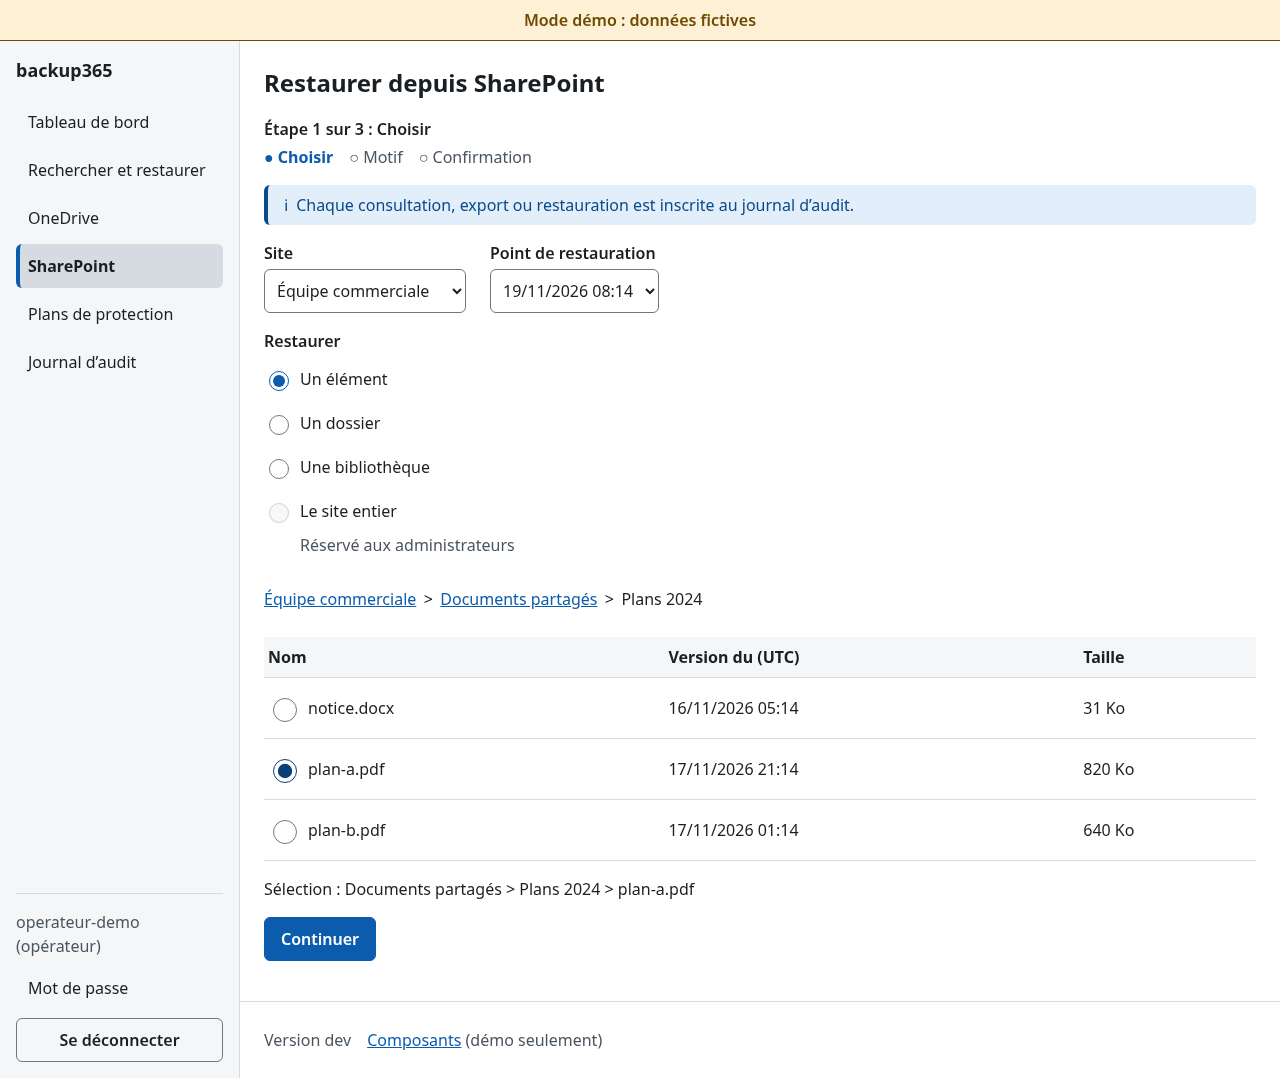 Mode démo : données fictives
backup365
Tableau de bord
Rechercher et restaurer
OneDrive
SharePoint
Plans de protection
Journal d’audit
operateur-demo
(opérateur)
Mot de passe
Se déconnecter
Restaurer depuis SharePoint
Étape 1 sur 3 : Choisir
● Choisir ○ Motif ○ Confirmation
i Chaque consultation, export ou restauration est inscrite au journal d’audit.
Site Point de restauration
Équipe commerciale 19/11/2026 08:14
Restaurer
Un élément
Un dossier
Une bibliothèque
Le site entier
Réservé aux administrateurs
Équipe commerciale > Documents partagés > Plans 2024
Nom Version du (UTC) Taille
notice.docx 16/11/2026 05:14 31 Ko
plan-a.pdf 17/11/2026 21:14 820 Ko
plan-b.pdf 17/11/2026 01:14 640 Ko
Sélection : Documents partagés > Plans 2024 > plan-a.pdf
Continuer
Version dev Composants (démo seulement)